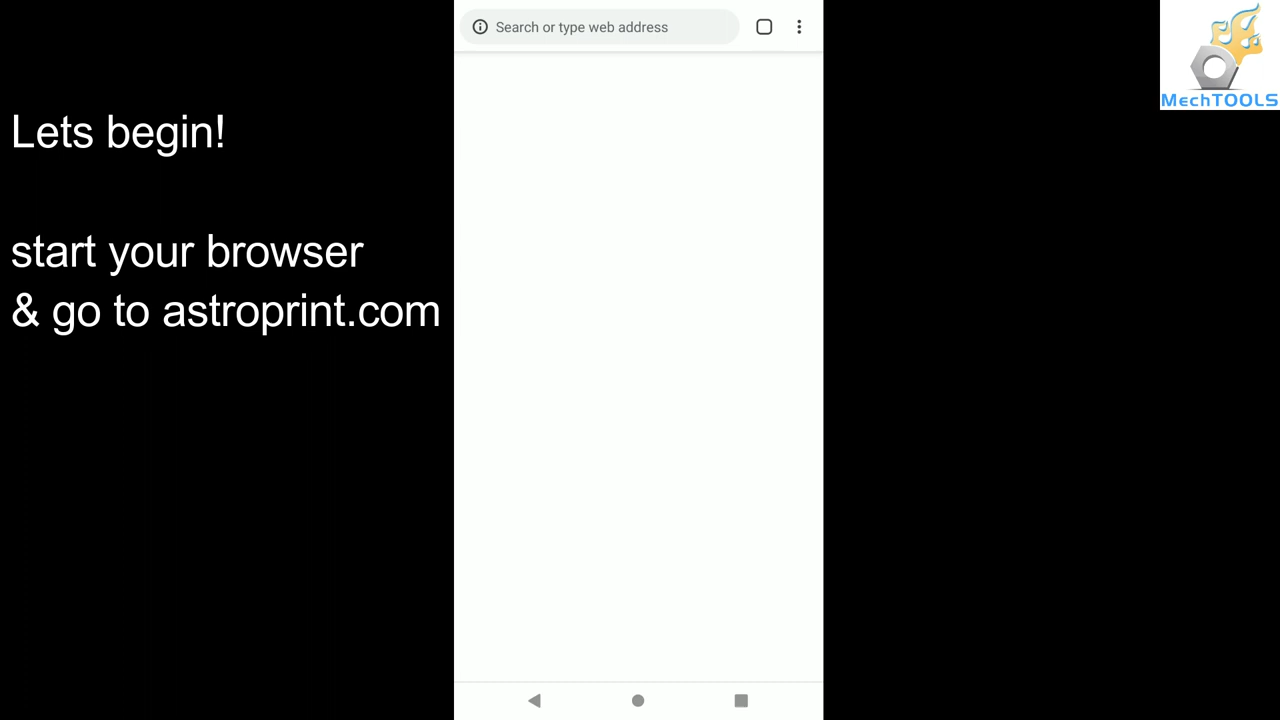 Search or type web address
MechTOOLS
Lets begin!
start your browser
& go to astroprint.com